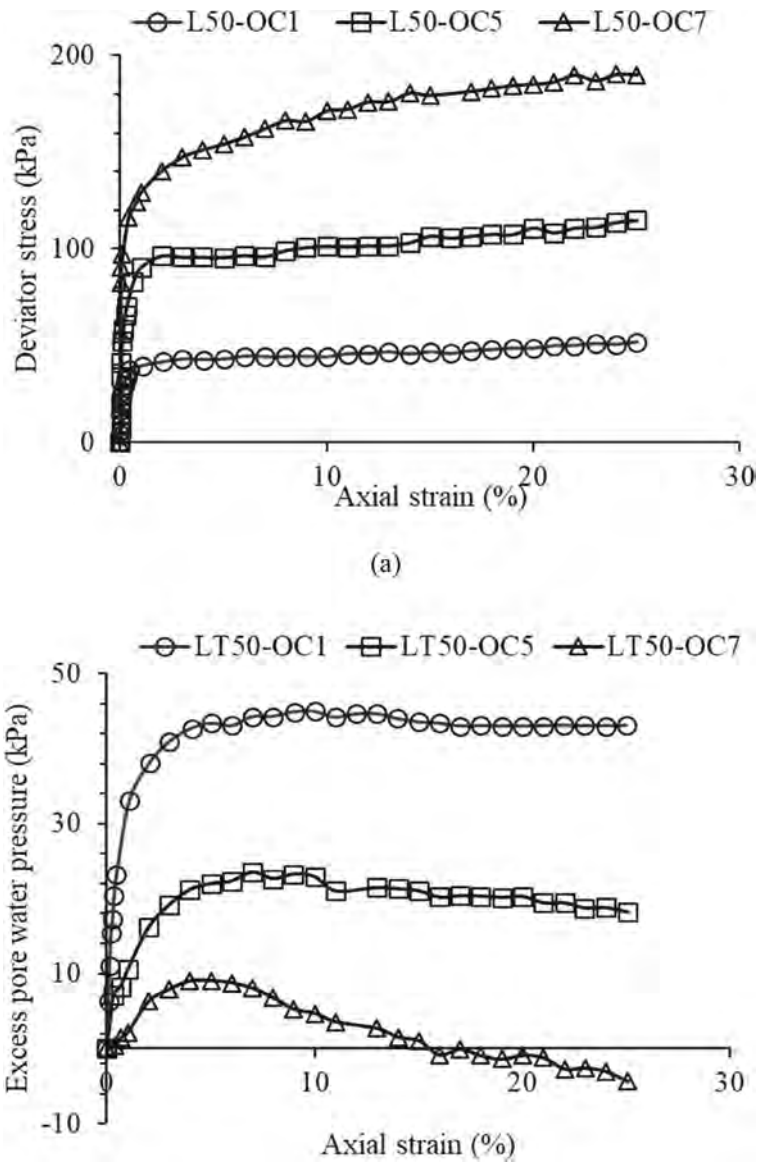 L50-OC1 L50-OC5 L50-OC7
200
100
0
Deviator stress (kPa)
0 10 20 30
Axial strain (%)
(a)
LT50-OC1 LT50-OC5 LT50-OC7
50
30
10
-10
Excess pore water pressure (kPa)
0 10 20 30
Axial strain (%)